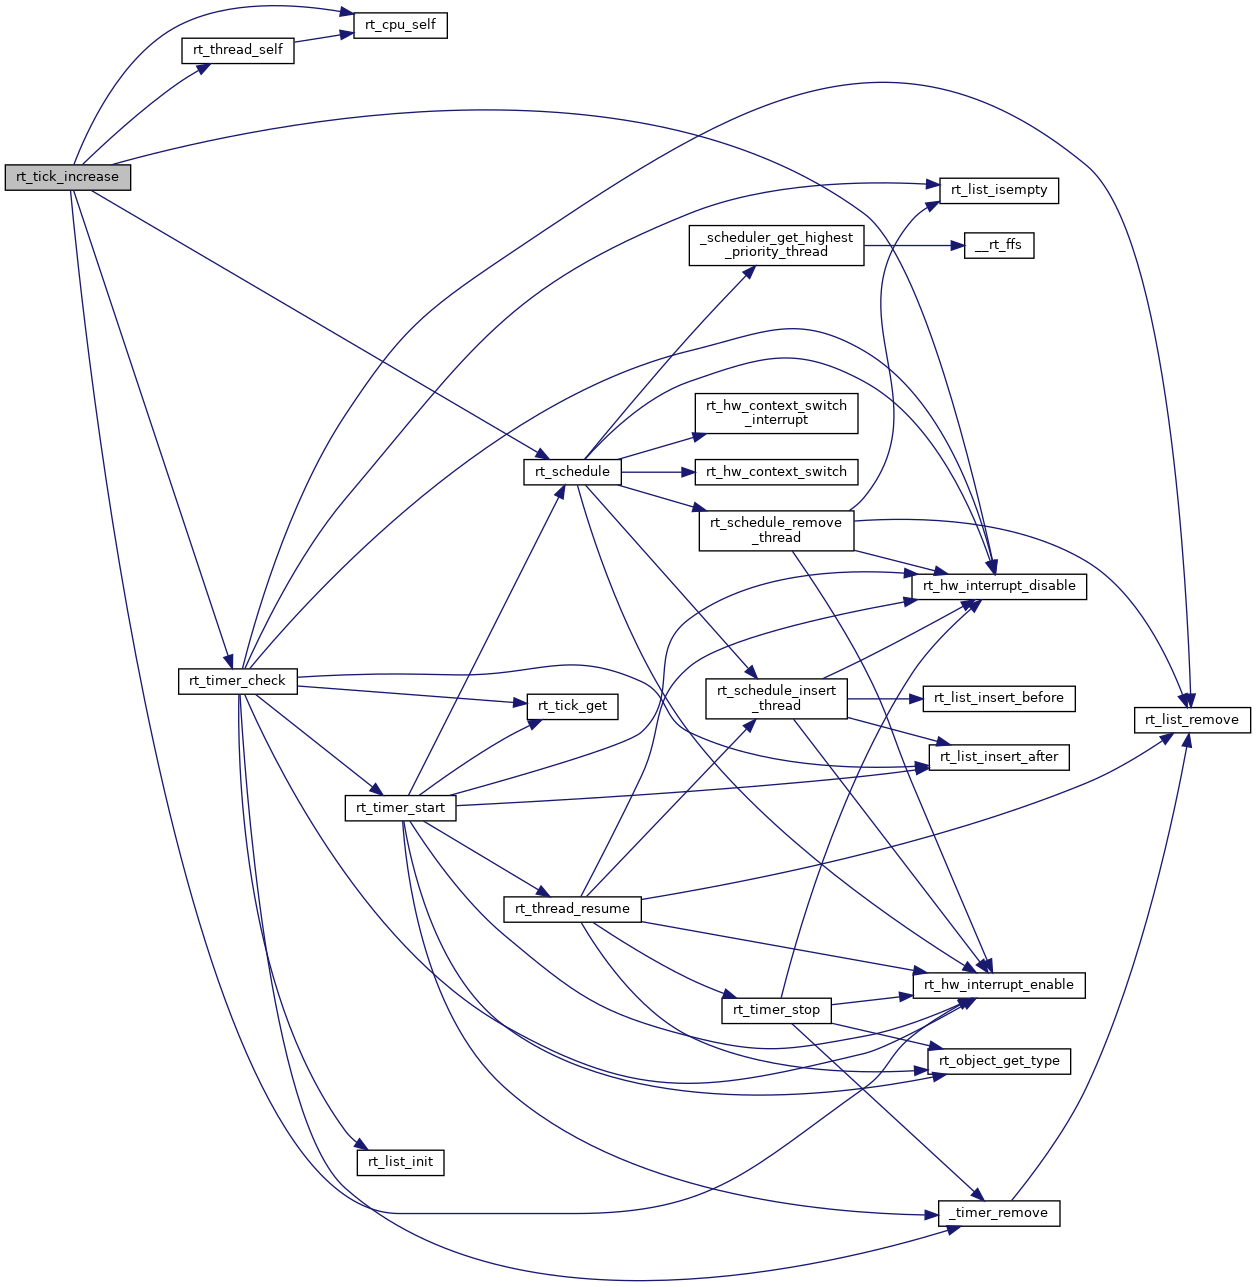 rt_cpu_self
rt_thread_self
rt_tick_increase
rt_list_isempty
_scheduler_get_highest
_priority_thread
__rt_ffs
rt_hw_context_switch
_interrupt
rt_schedule
rt_hw_context_switch
rt_schedule_remove
_thread
rt_hw_interrupt_disable
rt_timer_check
rt_tick_get
rt_schedule_insert
_thread
rt_list_insert_before
rt_list_remove
rt_list_insert_after
rt_timer_start
rt_thread_resume
rt_hw_interrupt_enable
rt_timer_stop
rt_object_get_type
rt_list_init
_timer_remove